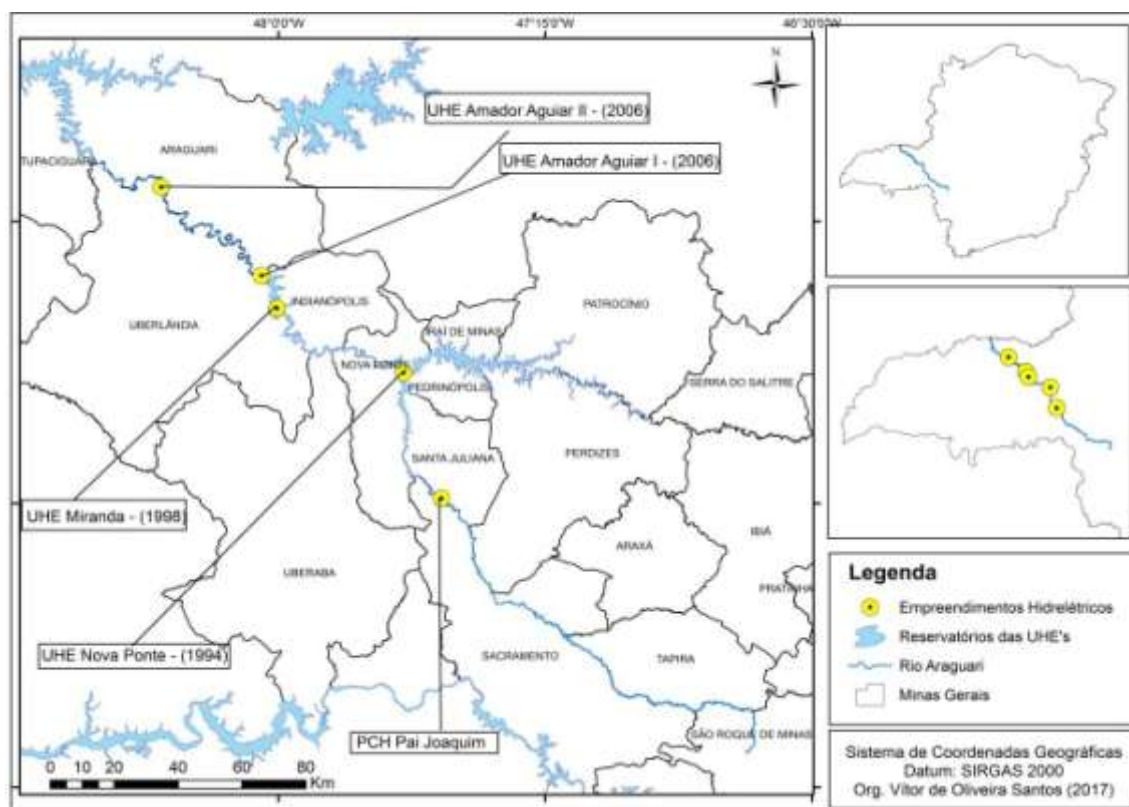 48°0'0"W
47°15'0"W
46°30'0"W
N
UHE Amador Aguiar II - (2006)
ARAGUARI
TUPACIGUARA
UHE Amador Aguiar I - (2006)
INDIANÓPOLIS
PATROCÍNIO
UBERLÂNDIA
IRAÍ DE MINAS
NOVA PONTE
PEDRINÓPOLIS
SERRA DO SALITRE
SANTA JULIANA
PERDIZES
UHE Miranda - (1998)
IBIÁ
ARAXÁ
UBERABA
PRATINHA
UHE Nova Ponte - (1994)
SACRAMENTO
TAPIRA
SÃO ROQUE DE MINAS
PCH Pai Joaquim
0 10 20 40 60 80
Km
Legenda
Empreendimentos Hidrelétricos
Reservatórios das UHE's
Rio Araguari
Minas Gerais
Sistema de Coordenadas Geográficas
Datum: SIRGAS 2000
Org. Vítor de Oliveira Santos (2017)